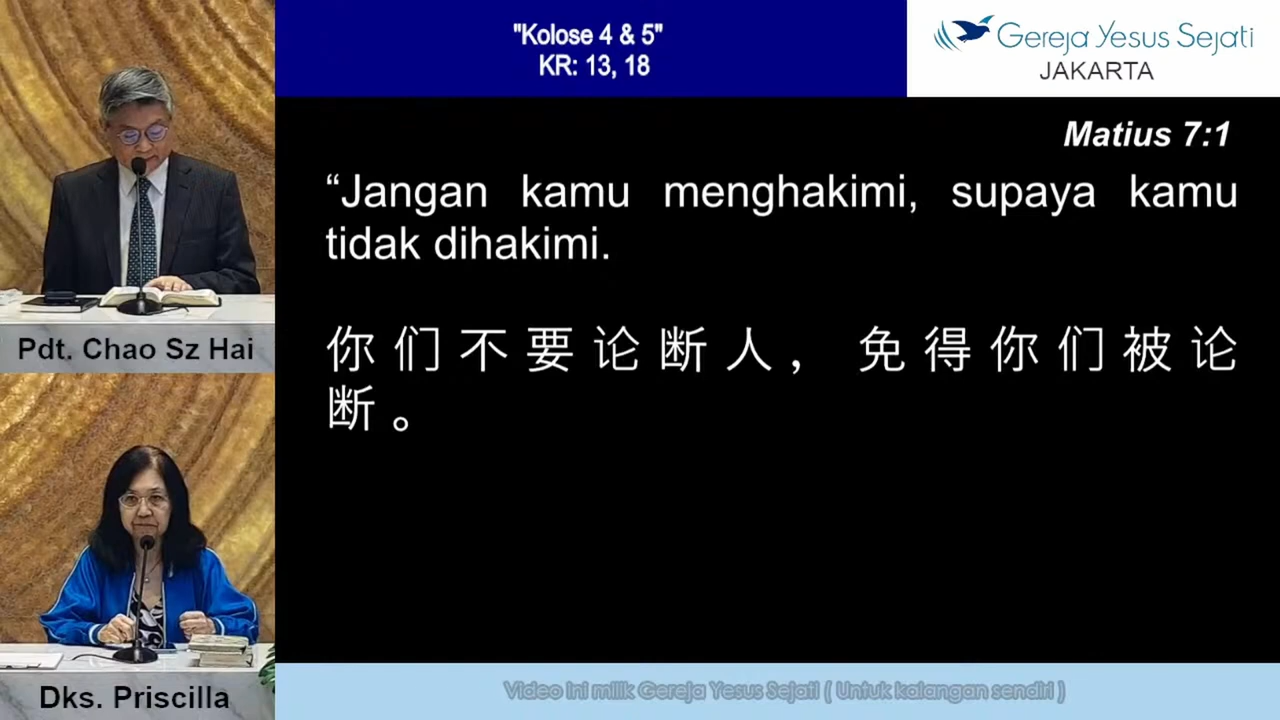 "Kolose 4 & 5"
KR: 13, 18
Gereja Yesus Sejati
JAKARTA
Matius 7:1
“Jangan kamu menghakimi, supaya kamu
tidak dihakimi.
你们不要论断人，免得你们被论
断。
Pdt. Chao Sz Hai
Dks. Priscilla
Video ini milik Gereja Yesus Sejati ( Untuk kalangan sendiri )